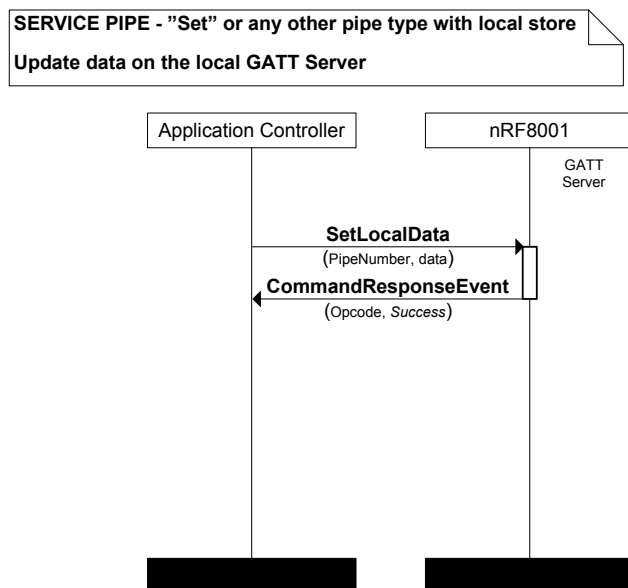 SERVICE PIPE - ”Set” or any other pipe type with local store
Update data on the local GATT Server
Application Controller
nRF8001
GATT
Server
SetLocalData
(PipeNumber, data)
CommandResponseEvent
(Opcode, Success)